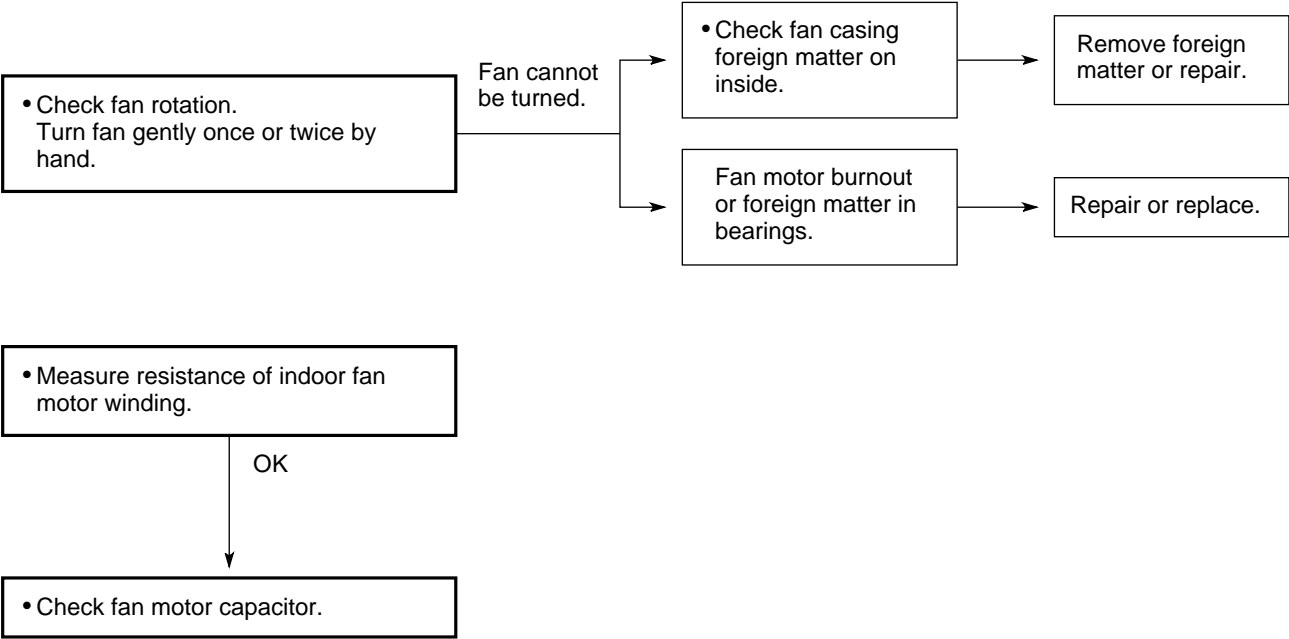 • Check fan rotation.
Turn fan gently once or twice by
hand.
Fan cannot
be turned.
• Check fan casing
foreign matter on
inside.
Remove foreign
matter or repair.
Fan motor burnout
or foreign matter in
bearings.
Repair or replace.
• Measure resistance of indoor fan
motor winding.
OK
• Check fan motor capacitor.